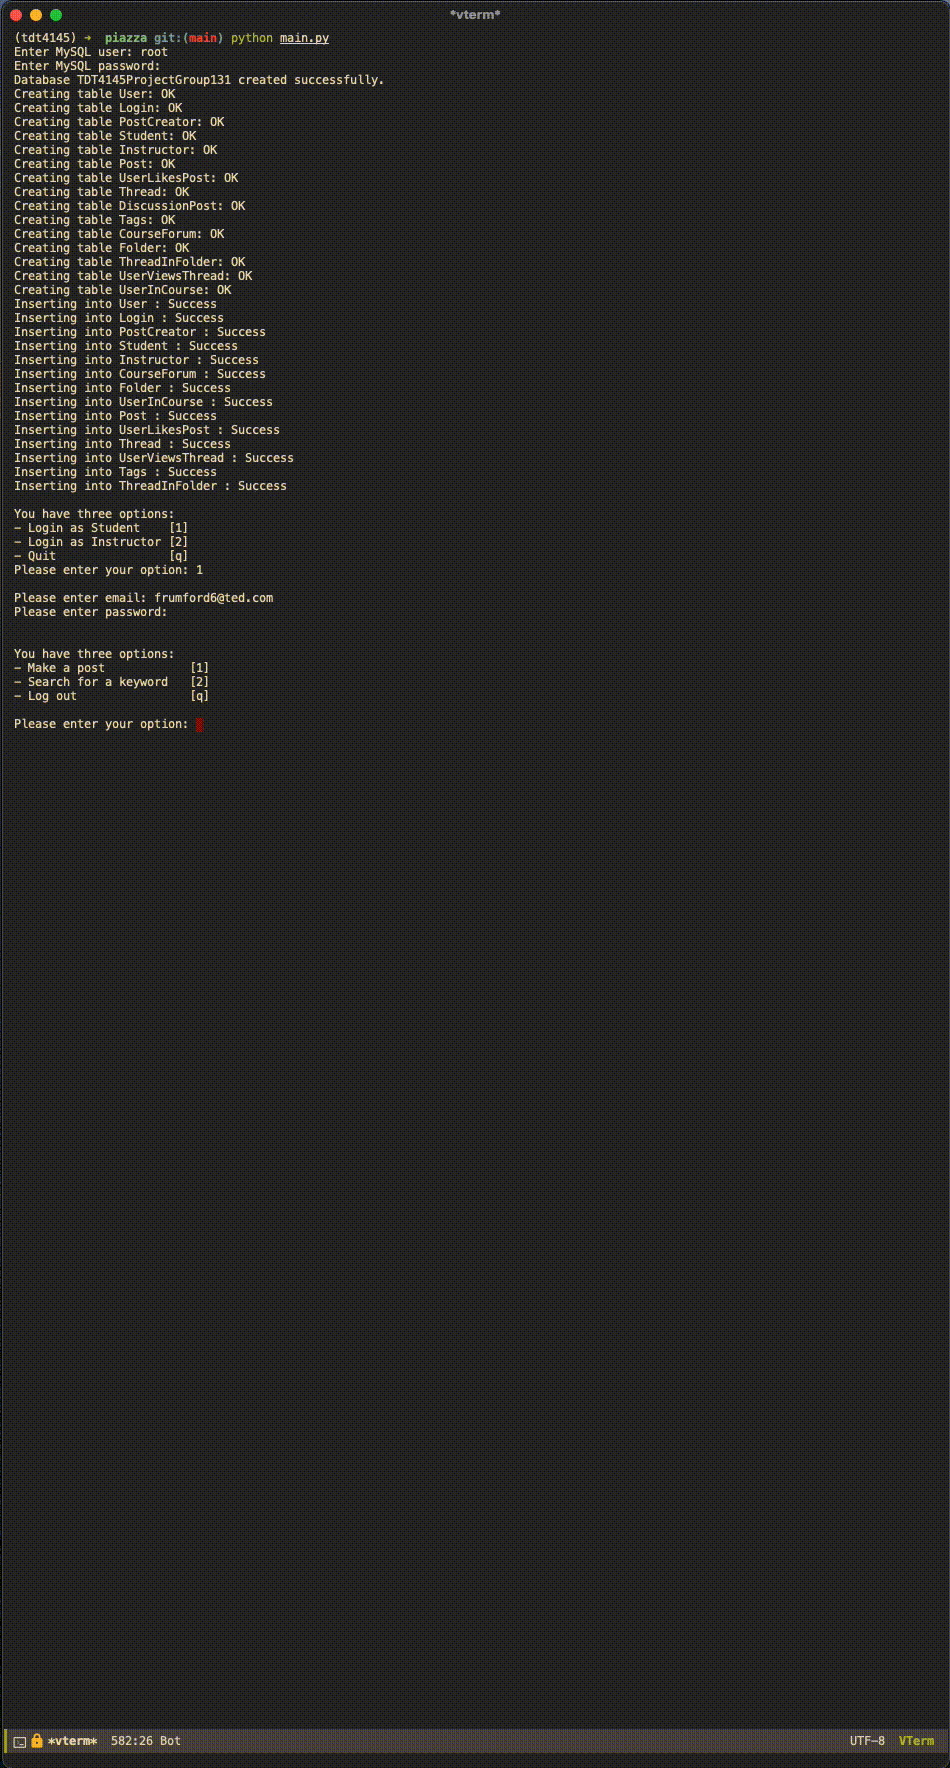 *vterm*
(tdt4145) ➜  piazza git:(main) python main.py
Enter MySQL user: root
Enter MySQL password:
Database TDT4145ProjectGroup131 created successfully.
Creating table User: OK
Creating table Login: OK
Creating table PostCreator: OK
Creating table Student: OK
Creating table Instructor: OK
Creating table Post: OK
Creating table UserLikesPost: OK
Creating table Thread: OK
Creating table DiscussionPost: OK
Creating table Tags: OK
Creating table CourseForum: OK
Creating table Folder: OK
Creating table ThreadInFolder: OK
Creating table UserViewsThread: OK
Creating table UserInCourse: OK
Inserting into User : Success
Inserting into Login : Success
Inserting into PostCreator : Success
Inserting into Student : Success
Inserting into Instructor : Success
Inserting into CourseForum : Success
Inserting into Folder : Success
Inserting into UserInCourse : Success
Inserting into Post : Success
Inserting into UserLikesPost : Success
Inserting into Thread : Success
Inserting into UserViewsThread : Success
Inserting into Tags : Success
Inserting into ThreadInFolder : Success
You have three options:
- Login as Student    [1]
- Login as Instructor [2]
- Quit                [q]
Please enter your option: 1
Please enter email: frumford6@ted.com
Please enter password:
You have three options:
- Make a post            [1]
- Search for a keyword   [2]
- Log out                [q]
Please enter your option:
*vterm*  582:26 Bot UTF-8  VTerm